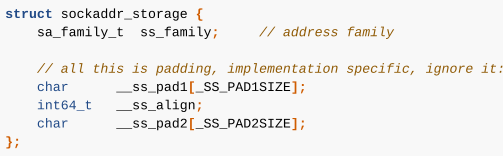 struct sockaddr_storage {
    sa_family_t  ss_family;     // address family

    // all this is padding, implementation specific, ignore it:
    char      __ss_pad1[_SS_PAD1SIZE];
    int64_t   __ss_align;
    char      __ss_pad2[_SS_PAD2SIZE];
};